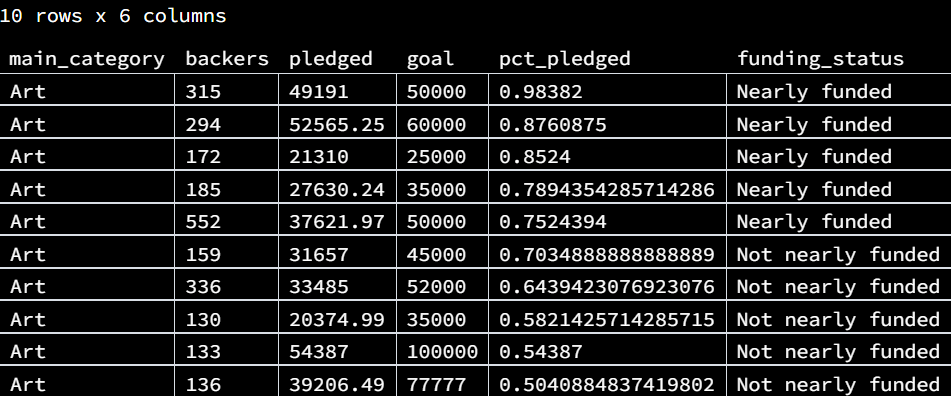 10 rows x 6 columns
main_category backers pledged goal pct_pledged funding_status
Art 315 49191 50000 0.98382 Nearly funded
Art 294 52565.25 60000 0.8760875 Nearly funded
Art 172 21310 25000 0.8524 Nearly funded
Art 185 27630.24 35000 0.7894354285714286 Nearly funded
Art 552 37621.97 50000 0.7524394 Nearly funded
Art 159 31657 45000 0.7034888888888889 Not nearly funded
Art 336 33485 52000 0.6439423076923076 Not nearly funded
Art 130 20374.99 35000 0.5821425714285715 Not nearly funded
Art 133 54387 100000 0.54387 Not nearly funded
Art 136 39206.49 77777 0.5040884837419802 Not nearly funded